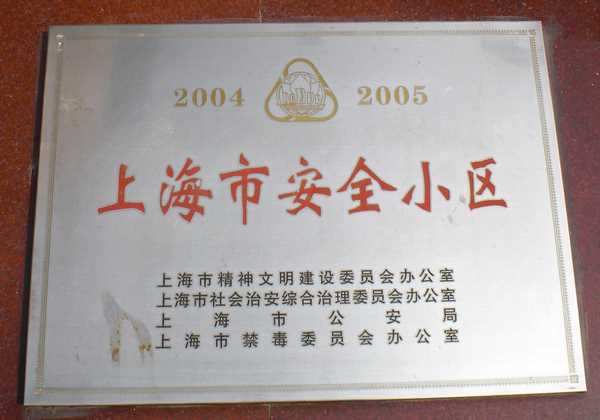 2004 2005
上海市安全小区
上海市精神文明建设委员会办公室
上海市社会治安综合治理委员会办公室
上海市公安局
上海市禁毒委员会办公室